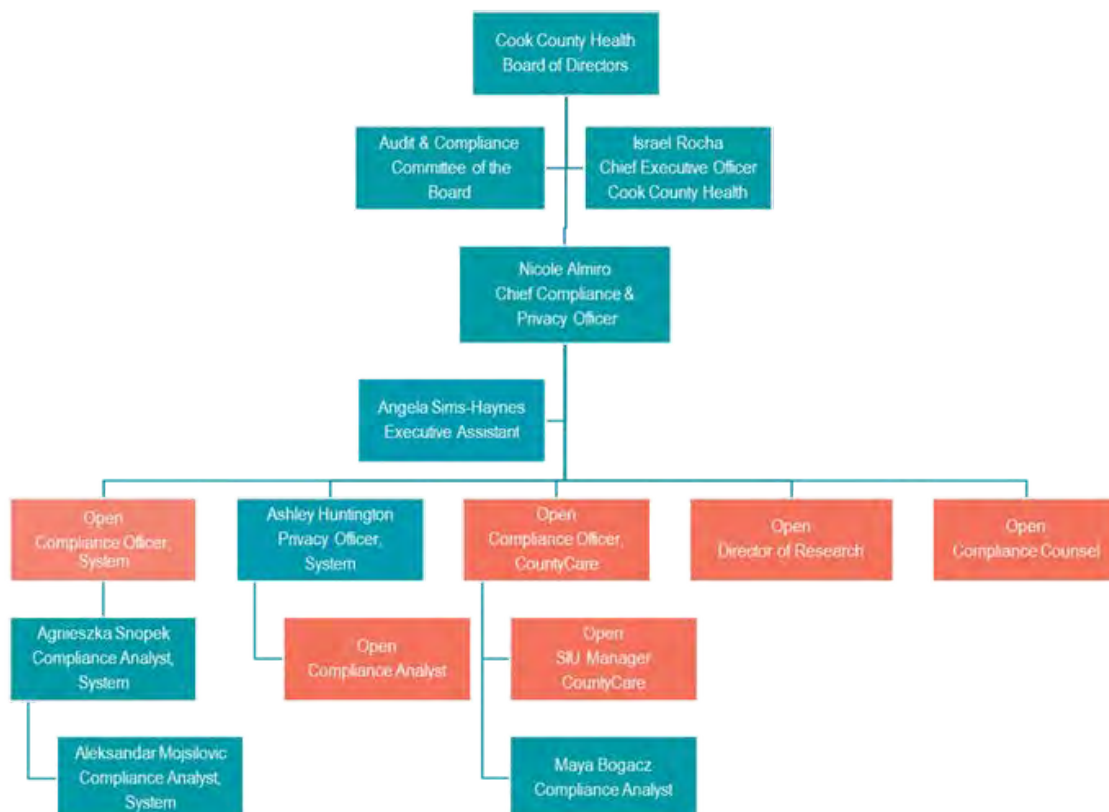 Cook County Health
Board of Directors
Audit & Compliance
Committee of the
Board
Israel Rocha
Chief Executive Officer
Cook County Health
Nicole Almiro
Chief Compliance &
Privacy Officer
Angela Sims-Haynes
Executive Assistant
Open
Compliance Officer,
System
Ashley Huntington
Privacy Officer,
System
Open
Compliance Officer,
CountyCare
Open
Director of Research
Open
Compliance Counsel
Agnieszka Snopek
Compliance Analyst,
System
Open
Compliance Analyst
Open
SIU Manager
CountyCare
Aleksandar Mojsilovic
Compliance Analyst,
System
Maya Bogacz
Compliance Analyst